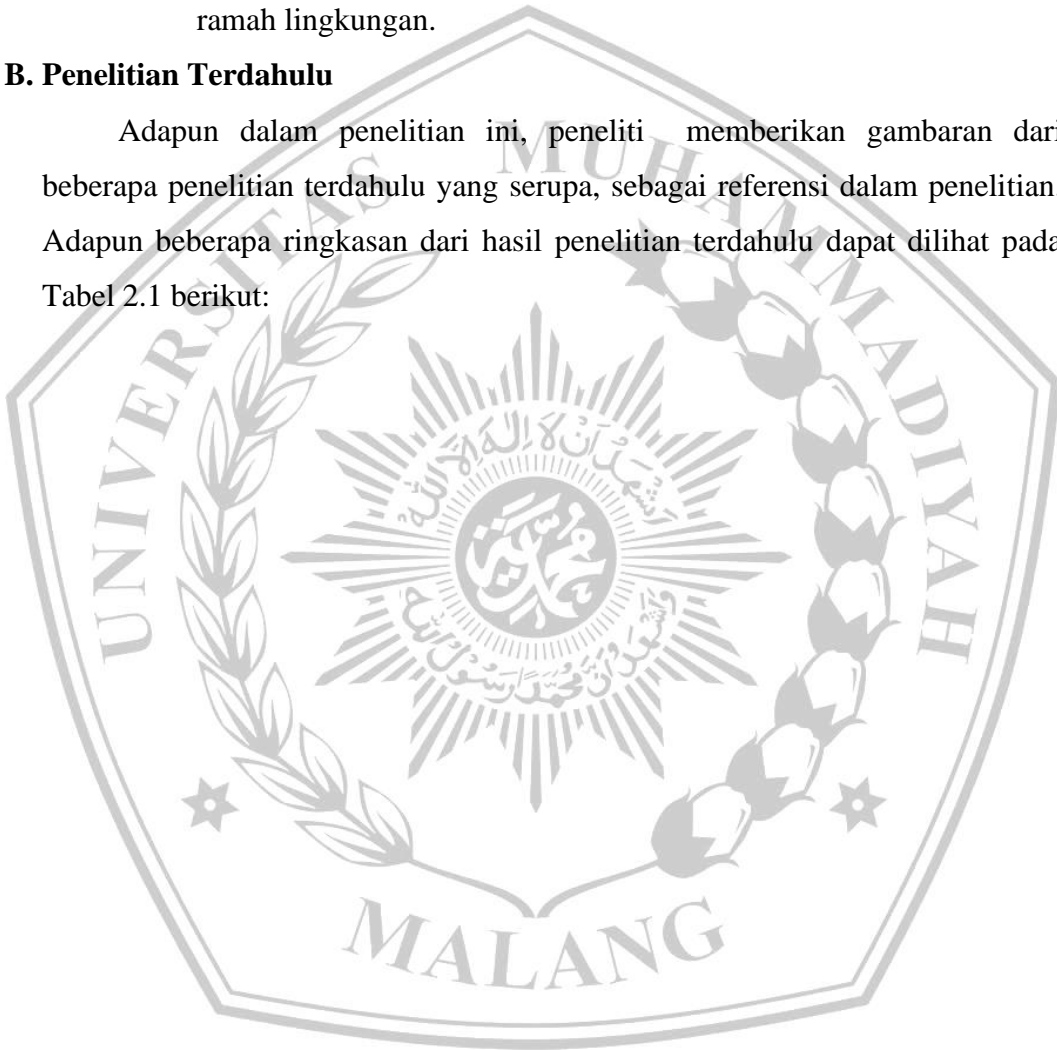 ramah lingkungan.
B. Penelitian Terdahulu
Adapun dalam penelitian ini, peneliti memberikan gambaran dari
beberapa penelitian terdahulu yang serupa, sebagai referensi dalam penelitian.
Adapun beberapa ringkasan dari hasil penelitian terdahulu dapat dilihat pada
Tabel 2.1 berikut:
UNIVERSITAS MUHAMMADIYAH
MALANG